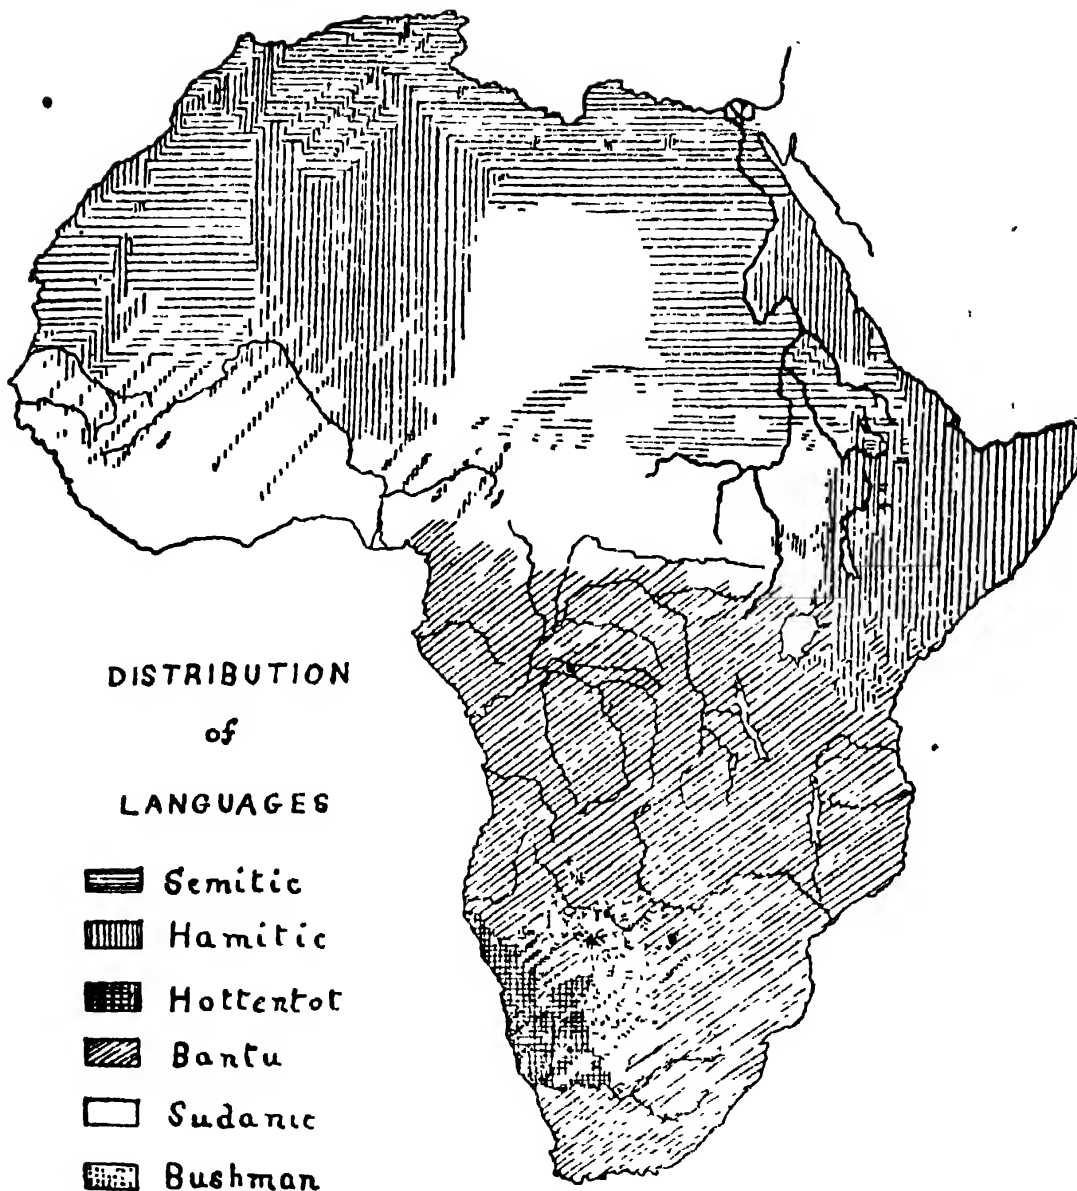 DISTRIBUTION
of
LANGUAGES
Semitic
Hamitic
Hottentot
Bantu
Sudanic
Bushman